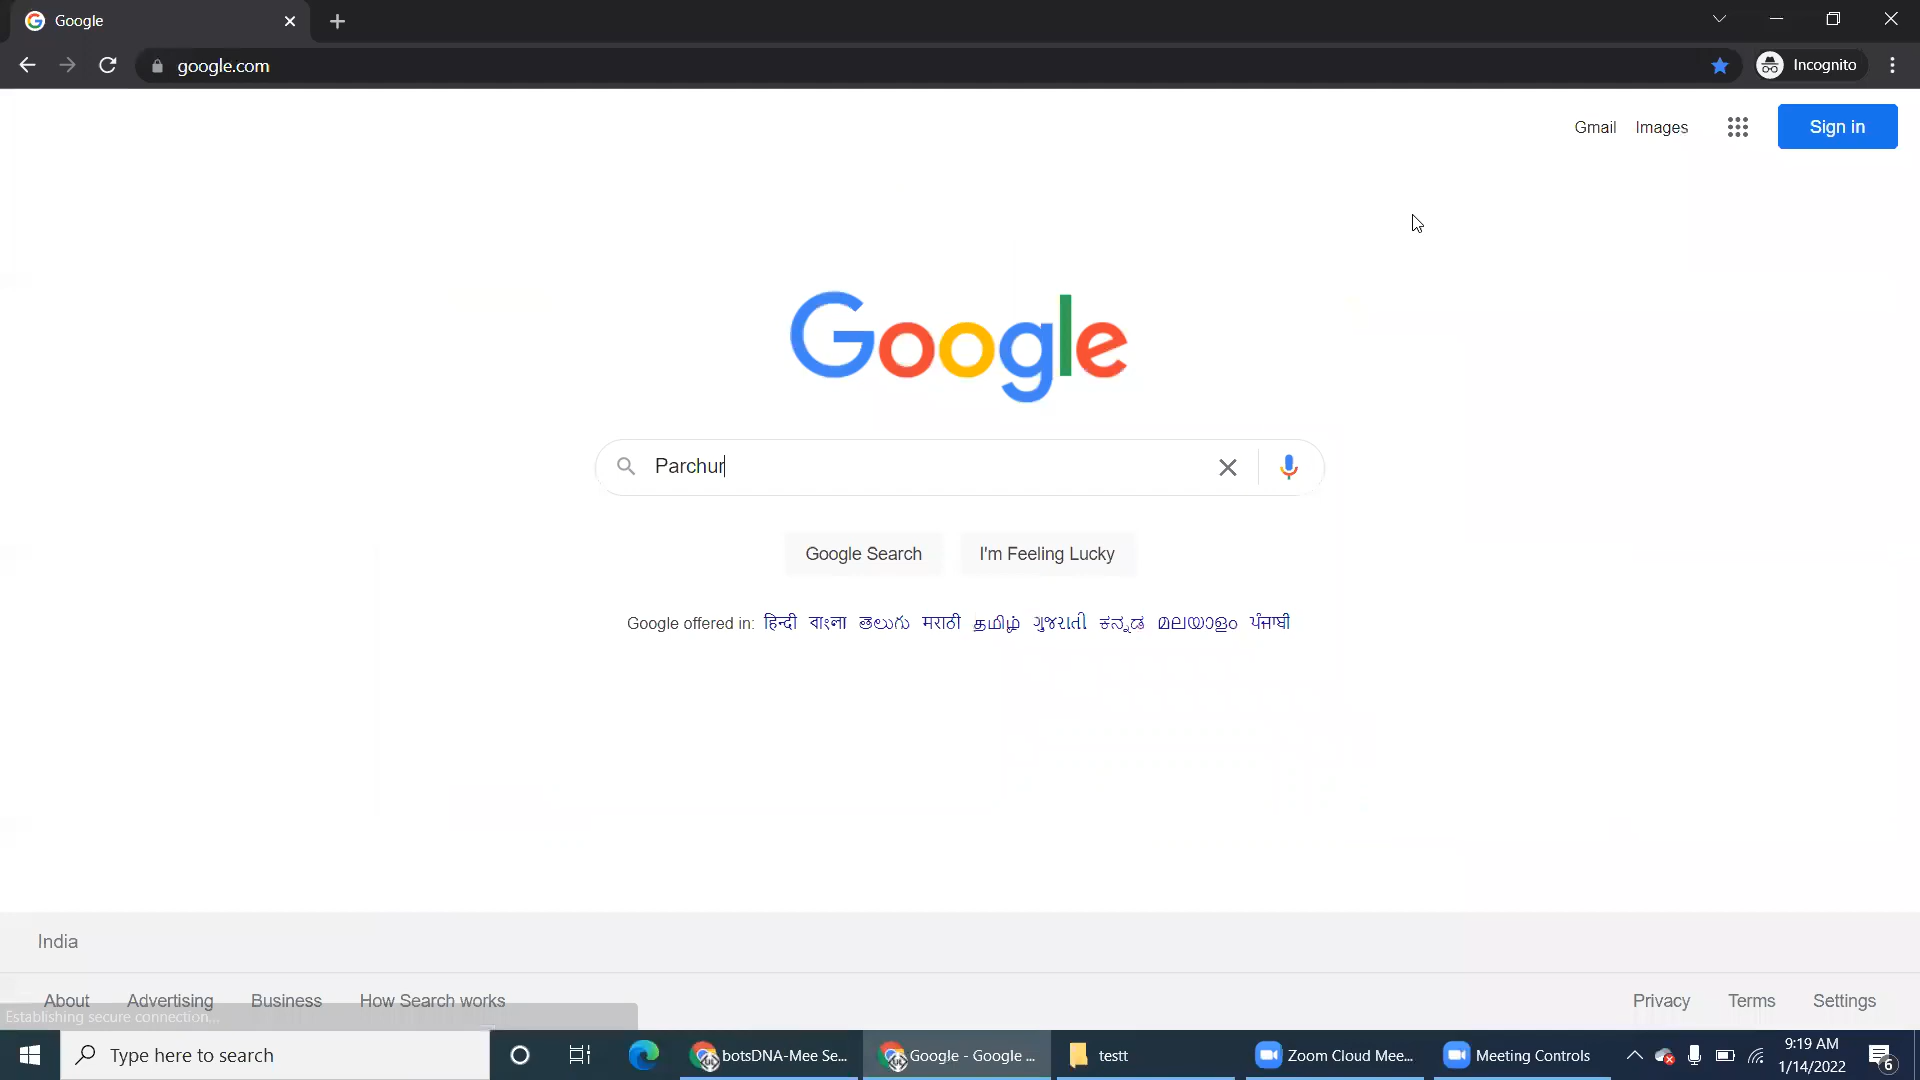 Google
google.com
Incognito
Gmail Images
Sign in
Google
Parchur
Google Search I'm Feeling Lucky
Google offered in: हिन्दी বাংলা తెలుగు मराठी தமிழ் ગુજરાતી ಕನ್ನಡ മലയാളം ਪੰਜਾਬੀ
India
About Advertising Business How Search works Privacy Terms Settings
Establishing secure connection...
Type here to search botsDNA-Mee Se... Google - Google ... testt Zoom Cloud Mee... Meeting Controls 9:19 AM
1/14/2022
6